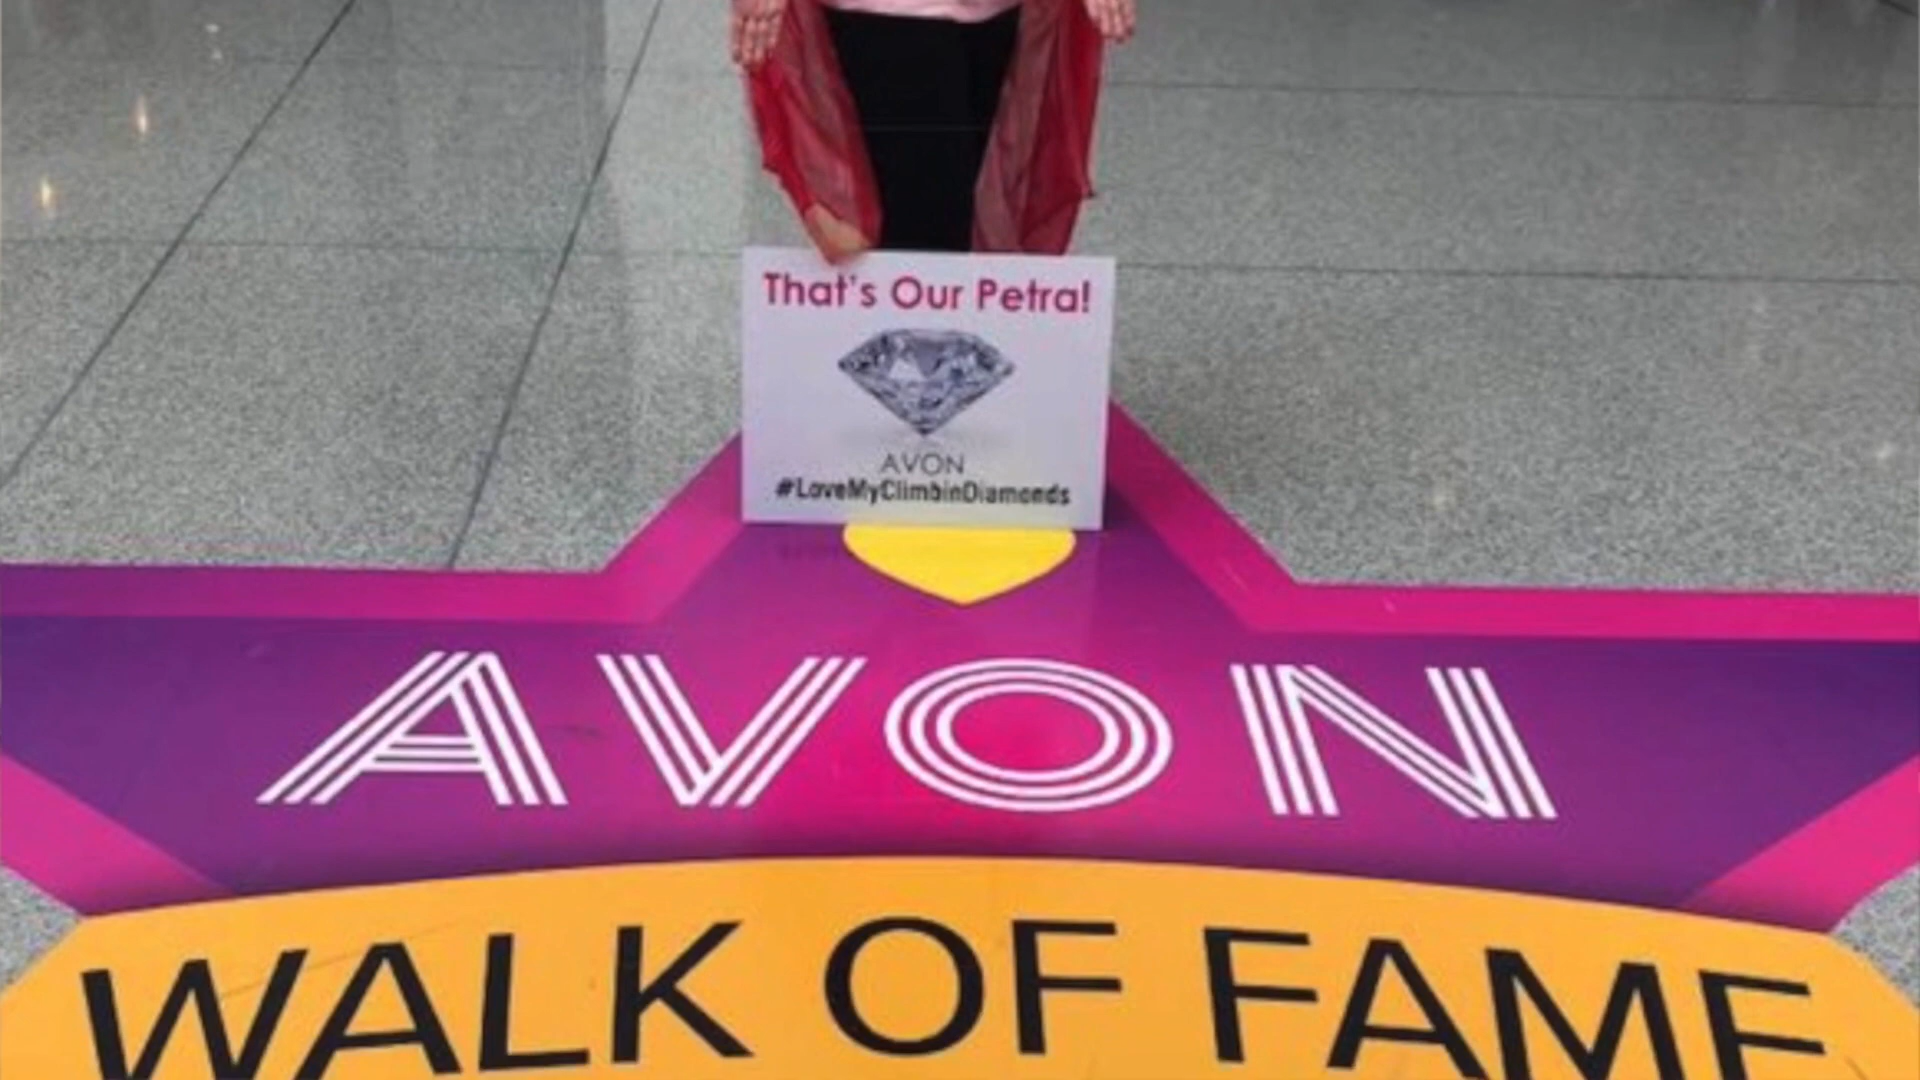 That's Our Petra!
AVON
#LoveMyClimbinDiamonds
AVON
WALK OF FAME